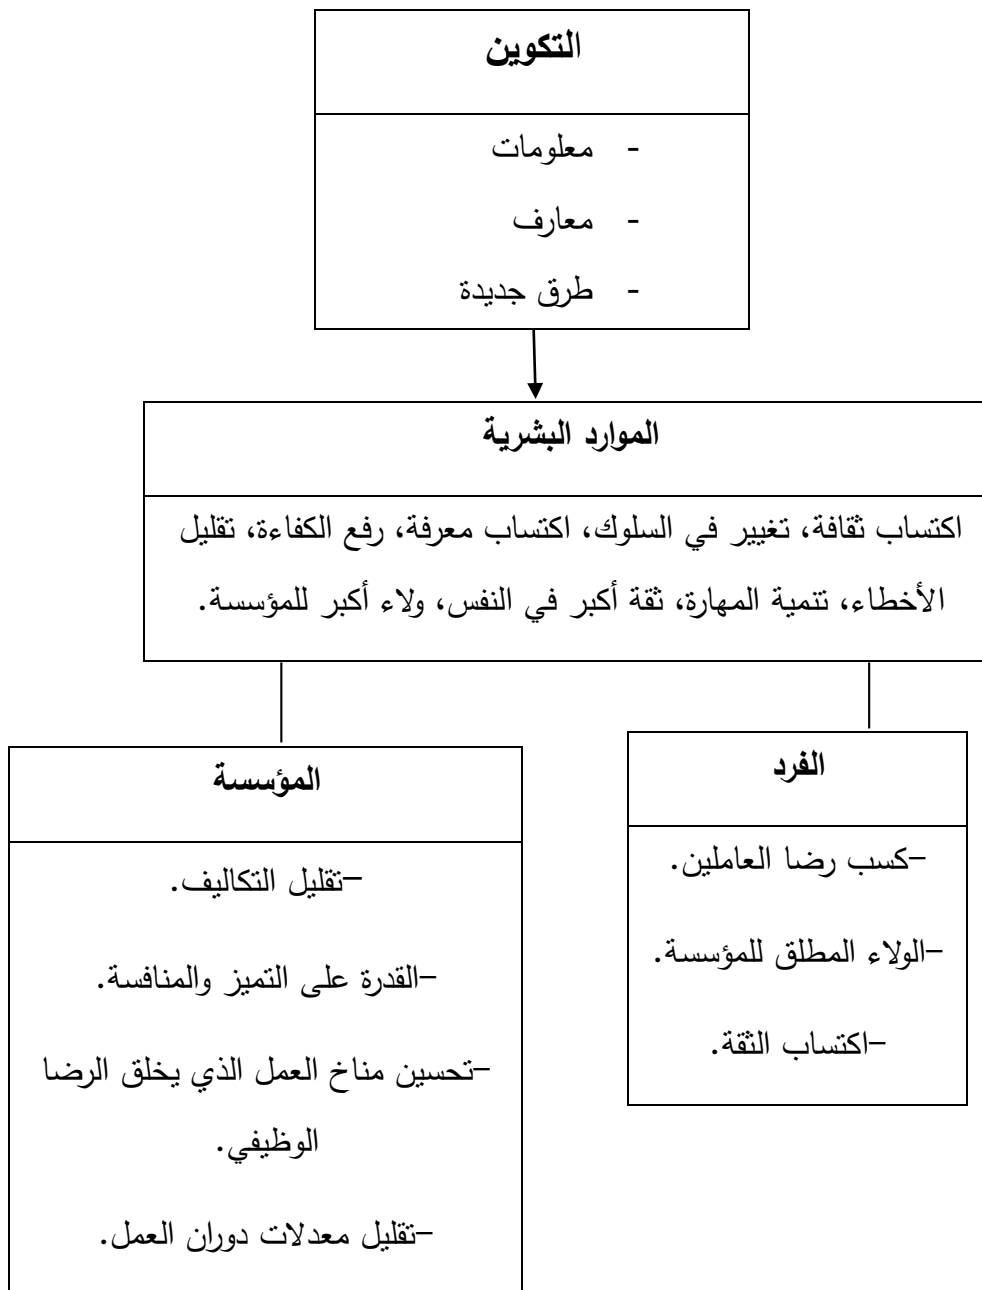 التكوين
- معلومات
- معارف
- طرق جديدة
الموارد البشرية
اكتساب ثقافة، تغيير في السلوك، اكتساب معرفة، رفع الكفاءة، تقليل
الأخطاء، تنمية المهارة، ثقة أكبر في النفس، ولاء أكبر للمؤسسة.
الفرد
-كسب رضا العاملين.
-الولاء المطلق للمؤسسة.
-اكتساب الثقة.
المؤسسة
-تقليل التكاليف.
-القدرة على التميز والمنافسة.
-تحسين مناخ العمل الذي يخلق الرضا
الوظيفي.
-تقليل معدلات دوران العمل.